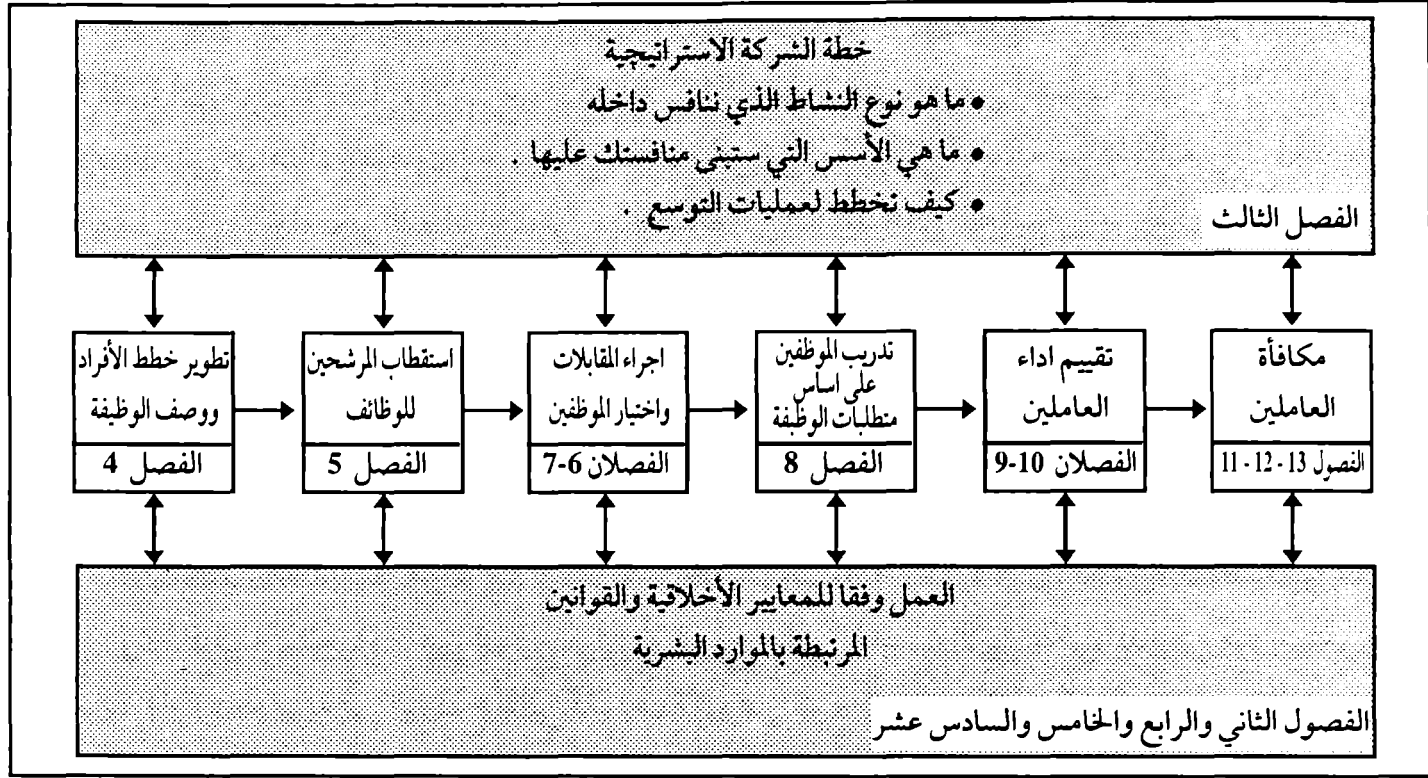 خطة الشركة الاستراتيجية
• ما هو نوع النشاط الذي ننافس داخله
• ما هي الأسس التي ستبنى منافستك عليها .
• كيف نخطط لعمليات التوسع .
الفصل الثالث
مكافأة
العاملين
الفصول 13 - 12 - 11
تقييم اداء
العاملين
الفصلان 10-9
تدريب الموظفين
على اساس
متطلبات الوظيفة
الفصل 8
اجراء المقابلات
واختيار الموظفين
الفصلان 6-7
استقطاب المرشحين
للوظائف
الفصل 5
تطوير خطط الأفراد
ووصف الوظيفة
الفصل 4
العمل وفقا للمعايير الأخلاقية والقوانين
المرتبطة بالموارد البشرية
الفصول الثاني والرابع والخامس والسادس عشر